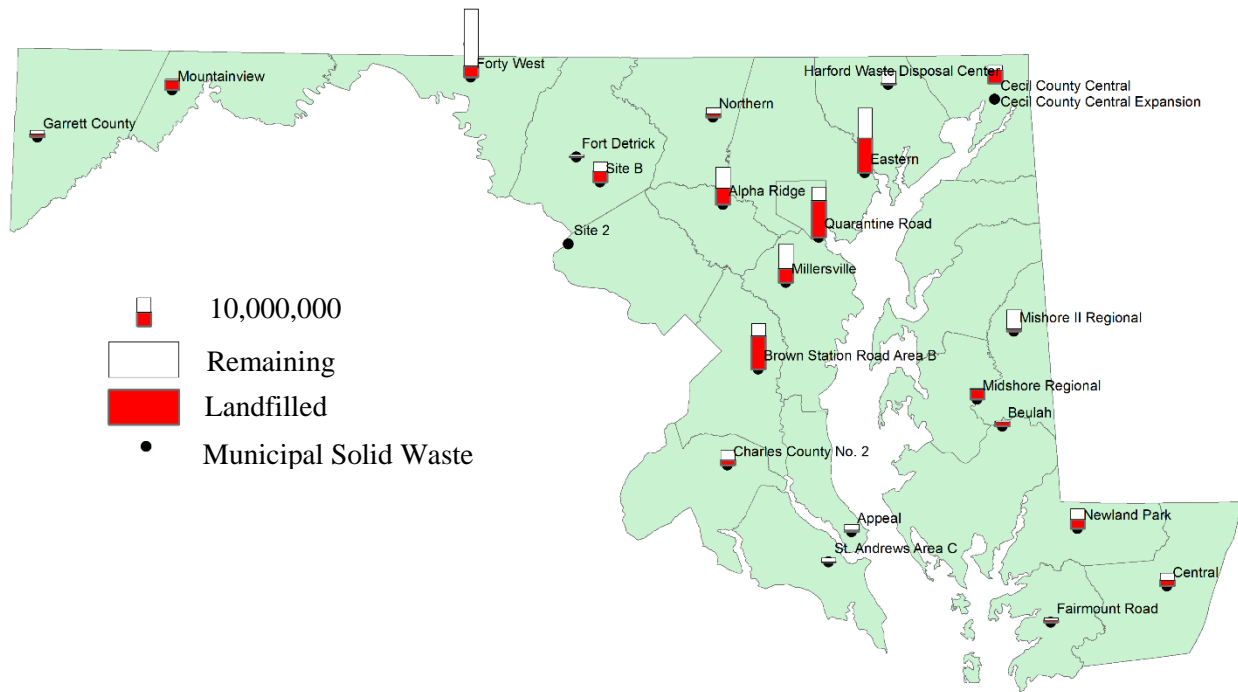 Forty West
Mountainview
Harford Waste Disposal Center
Cecil County Central
Cecil County Central Expansion
Northern
Garrett County
Fort Detrick
Eastern
Site B
Alpha Ridge
Quarantine Road
Site 2
Millersville
10,000,000
Remaining
Landfilled
Municipal Solid Waste
Mishore II Regional
Brown Station Road Area B
Midshore Regional
Beulah
Charles County No. 2
Appeal
Newland Park
St. Andrews Area C
Central
Fairmount Road